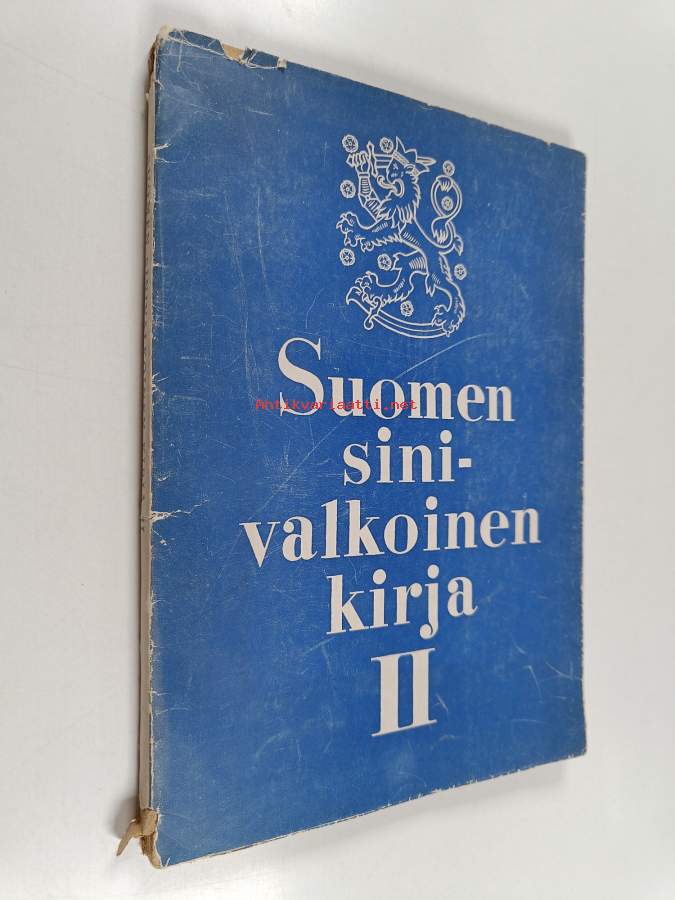 Suomen
Antikvariaatti.net
sini-
valkoinen
kirja
II